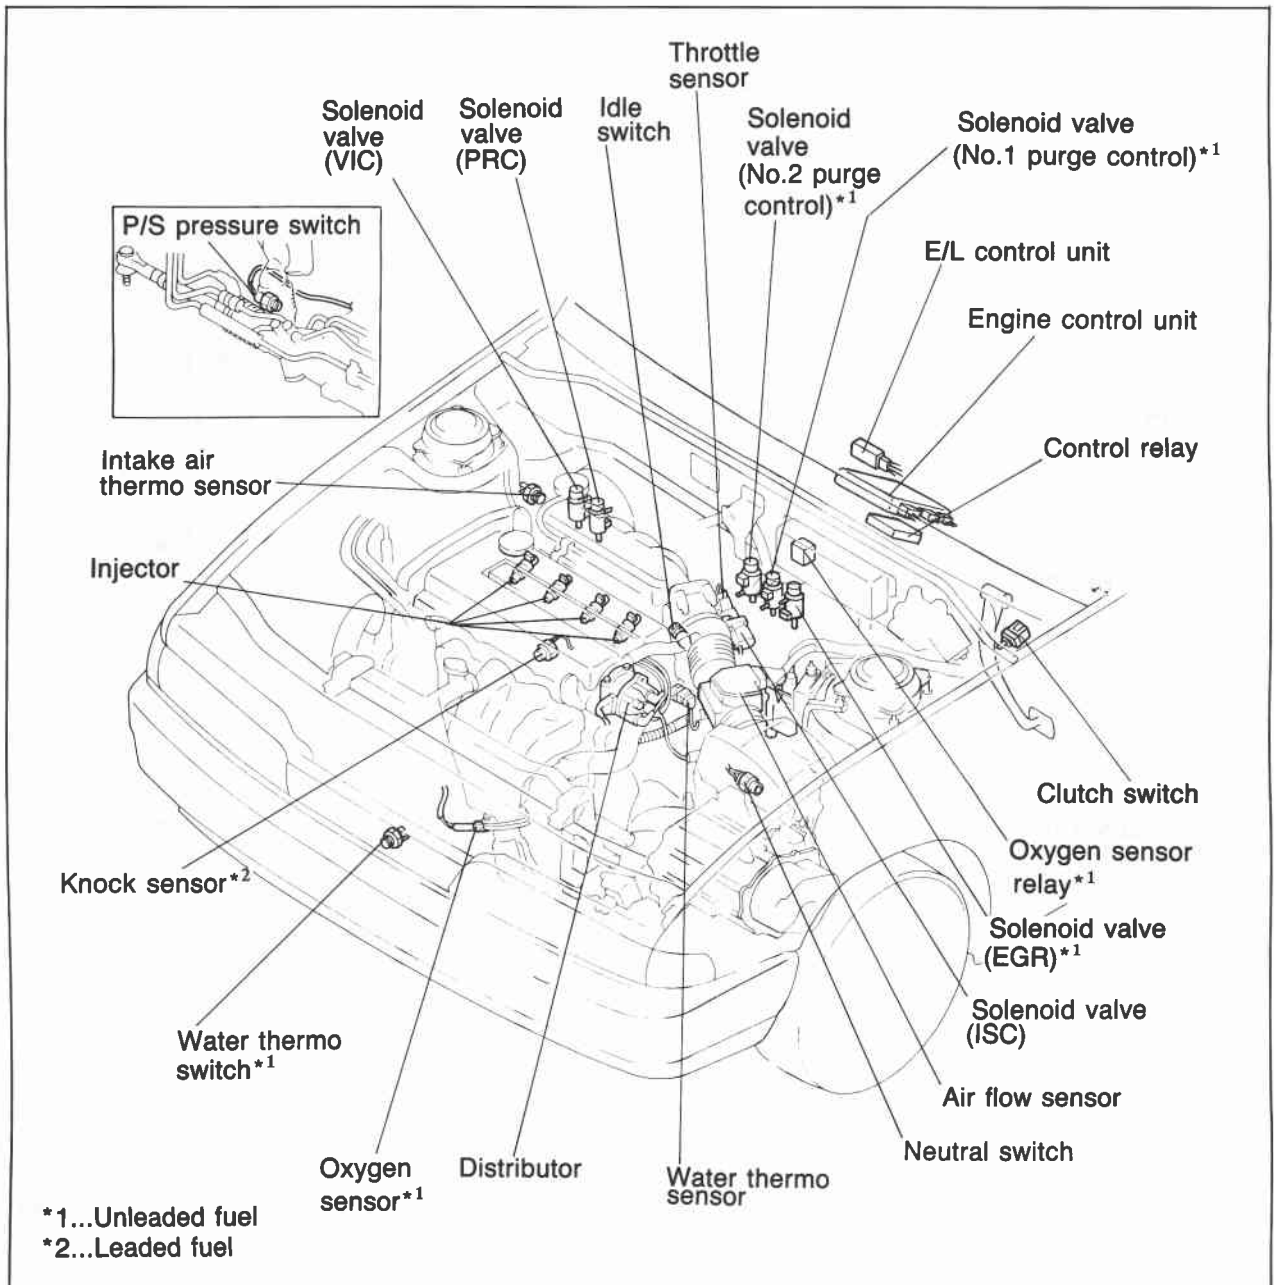 Throttle
sensor
Solenoid
valve
(VIC)
Solenoid
valve
(PRC)
Idle
switch
Solenoid
valve
(No.2 purge
control)*1
Solenoid valve
(No.1 purge control)*1
P/S pressure switch
E/L control unit
Engine control unit
Control relay
Intake air
thermo sensor
Injector
Clutch switch
Knock sensor*2
Oxygen sensor
relay*1
Solenoid valve
(EGR)*1
Solenoid valve
(ISC)
Water thermo
switch*1
Air flow sensor
Neutral switch
Oxygen
sensor*1
Distributor
Water thermo
sensor
*1...Unleaded fuel
*2...Leaded fuel